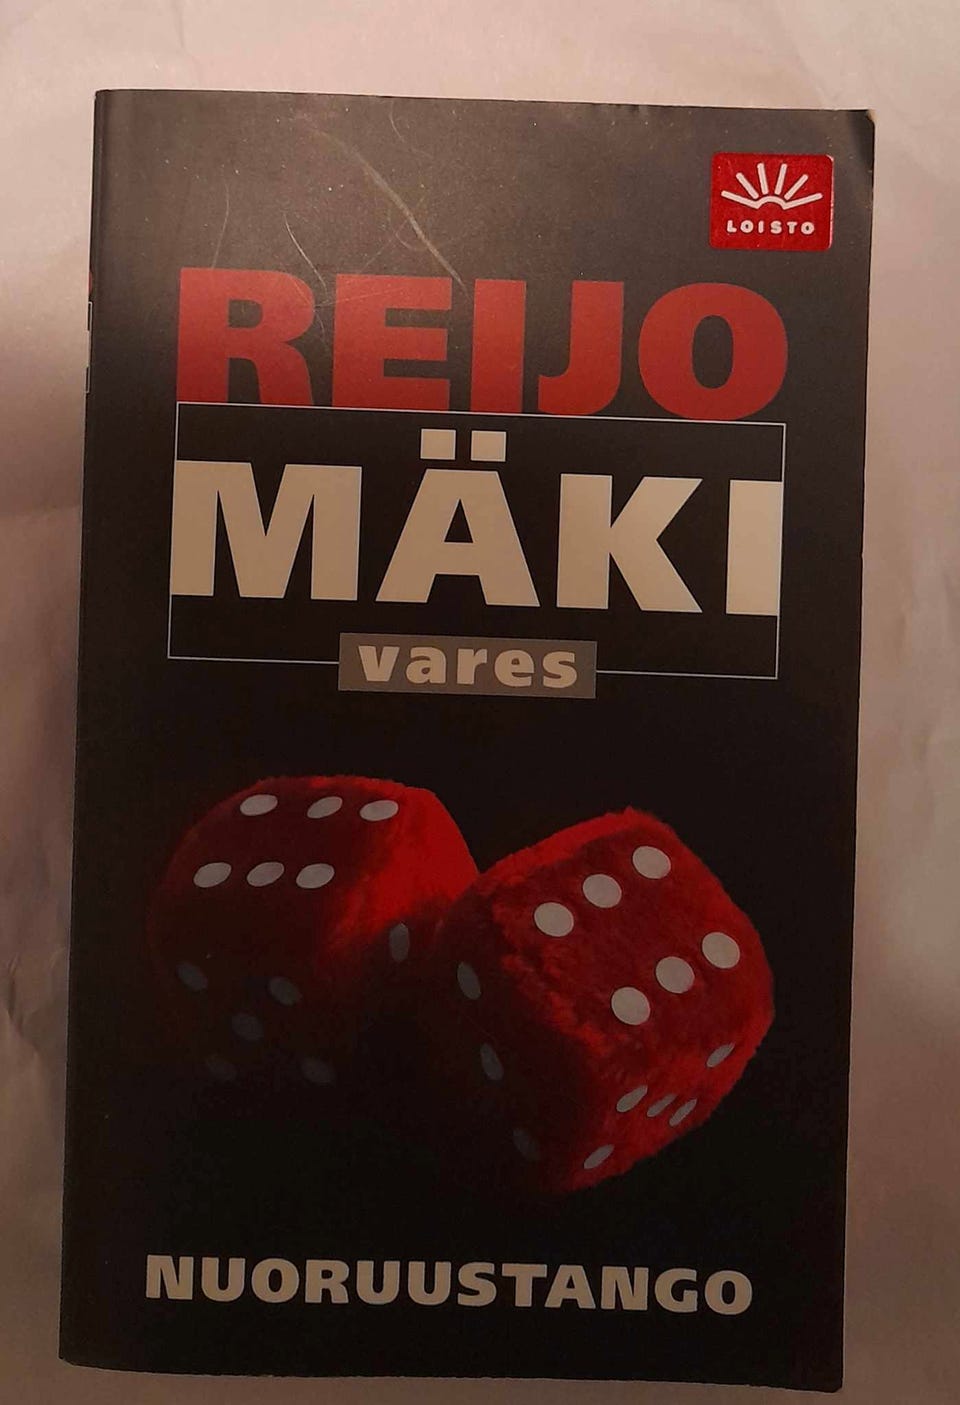 LOISTO
REIJO
MÄKI
vares
NUORUUSTANGO